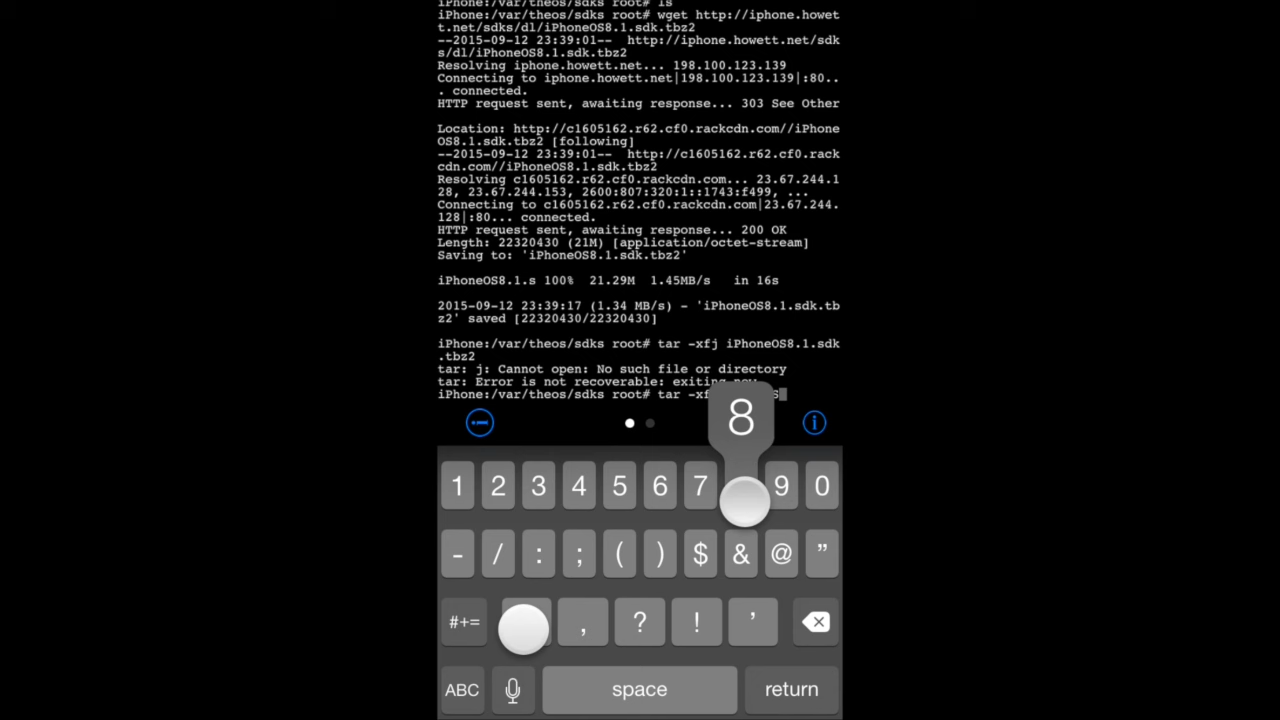 iPhone:/var/theos/sdks root# ls
iPhone:/var/theos/sdks root# wget http://iphone.howet
t.net/sdks/dl/iPhoneOS8.1.sdk.tbz2
--2015-09-12 23:39:01--  http://iphone.howett.net/sdk
s/dl/iPhoneOS8.1.sdk.tbz2
Resolving iphone.howett.net... 198.100.123.139
Connecting to iphone.howett.net|198.100.123.139|:80..
. connected.
HTTP request sent, awaiting response... 303 See Other
Location: http://c1605162.r62.cf0.rackcdn.com//iPhone
OS8.1.sdk.tbz2 [following]
--2015-09-12 23:39:01--  http://c1605162.r62.cf0.rack
cdn.com//iPhoneOS8.1.sdk.tbz2
Resolving c1605162.r62.cf0.rackcdn.com... 23.67.244.1
28, 23.67.244.153, 2600:807:320:1::1743:f499, ...
Connecting to c1605162.r62.cf0.rackcdn.com|23.67.244.
128|:80... connected.
HTTP request sent, awaiting response... 200 OK
Length: 22320430 (21M) [application/octet-stream]
Saving to: 'iPhoneOS8.1.sdk.tbz2'
iPhoneOS8.1.s 100%  21.29M  1.45MB/s   in 16s
2015-09-12 23:39:17 (1.34 MB/s) - 'iPhoneOS8.1.sdk.tb
z2' saved [22320430/22320430]
iPhone:/var/theos/sdks root# tar -xfj iPhoneOS8.1.sdk
.tbz2
tar: j: Cannot open: No such file or directory
tar: Error is not recoverable: exiting now
iPhone:/var/theos/sdks root# tar -xf S
8
1 2 3 4 5 6 7 9 0
- / : ; ( ) $ & @ ”
#+= , ? ! ’
ABC space return